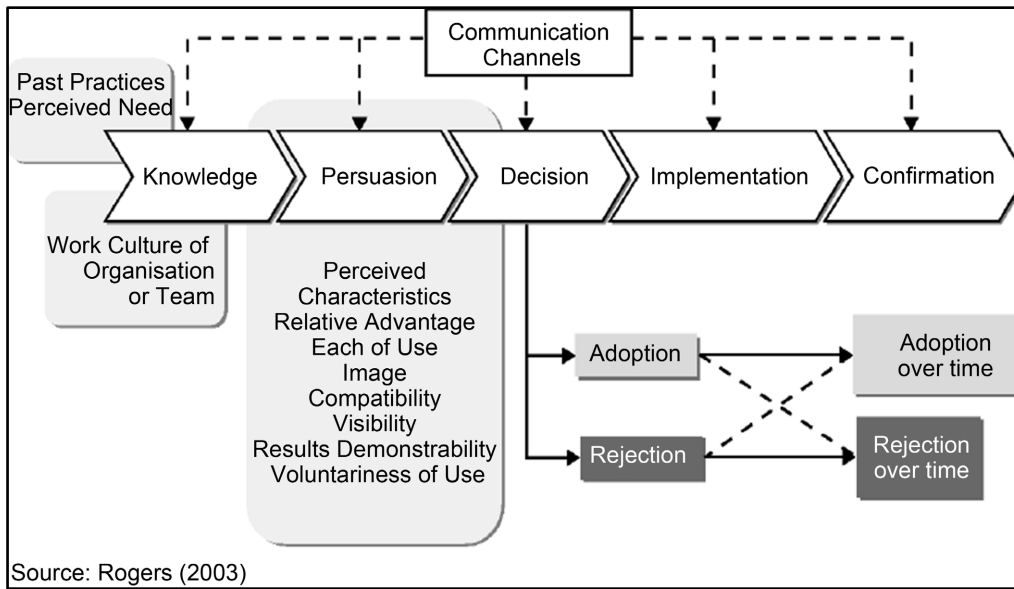 Communication
Channels
Past Practices
Perceived Need
Knowledge
Persuasion
Decision
Implementation
Confirmation
Work Culture of
Organisation
or Team
Perceived
Characteristics
Relative Advantage
Each of Use
Image
Compatibility
Visibility
Results Demonstrability
Voluntariness of Use
Adoption
Adoption
over time
Rejection
Rejection
over time
Source: Rogers (2003)